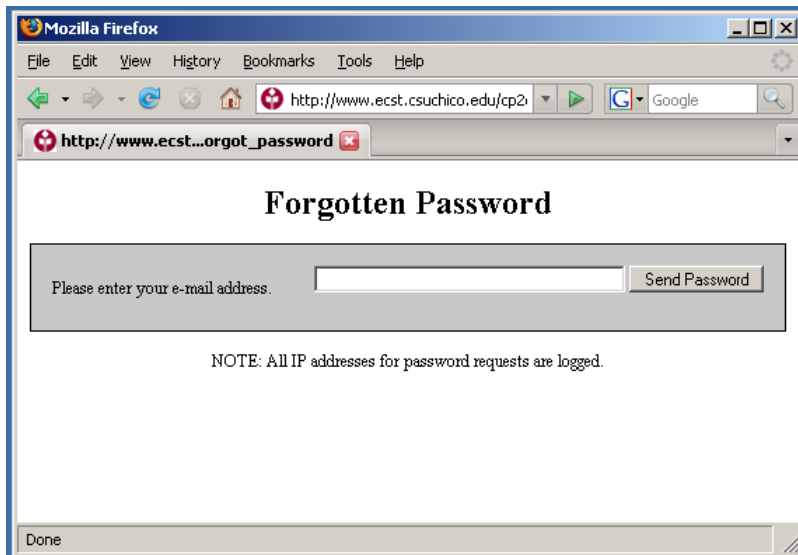 Mozilla Firefox
File Edit View History Bookmarks Tools Help
http://www.ecst.csuchico.edu/cp2 G Google
http://www.ecst...orgot_password
Forgotten Password
Please enter your e-mail address. Send Password
NOTE: All IP addresses for password requests are logged.
Done